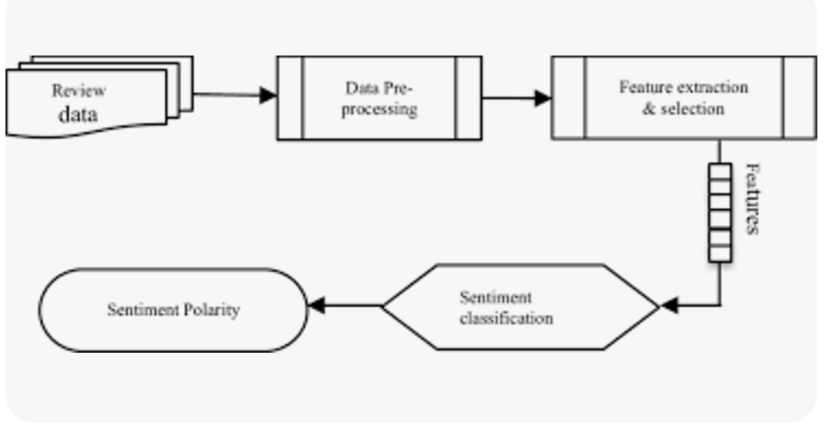 Review
data
Data Pre-
processing
Feature extraction
& selection
Features
Sentiment
classification
Sentiment Polarity